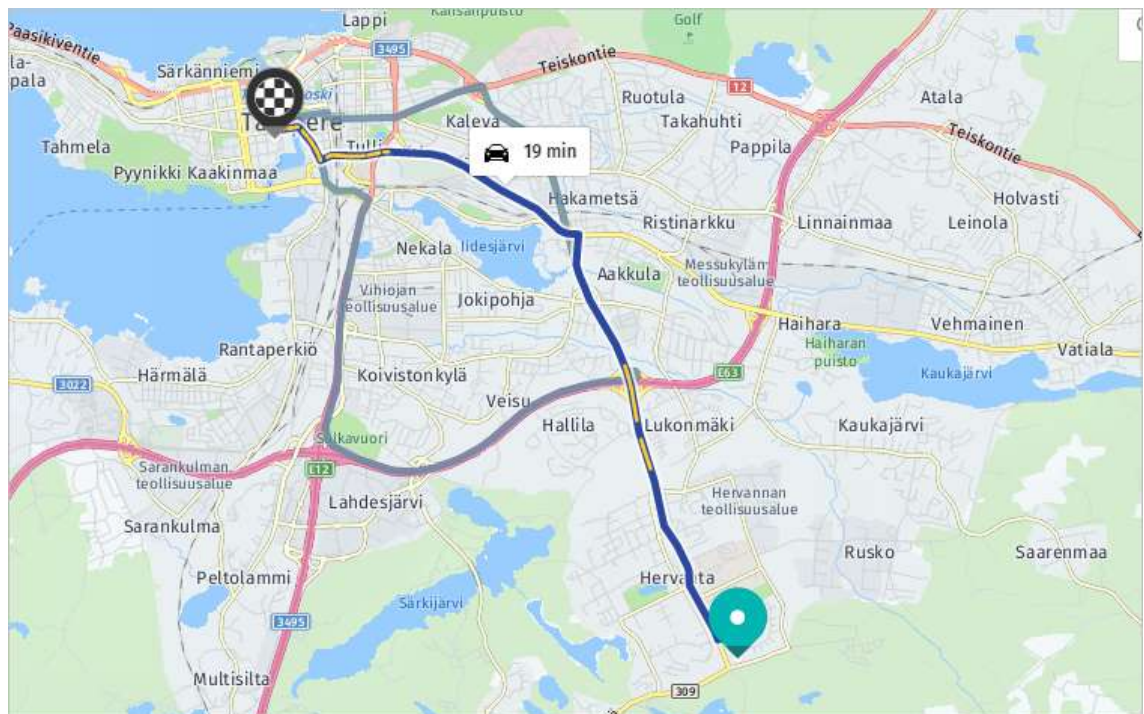 Lappi
Kansanpuisto
Golf
Paasikiventie
3495
Teiskontie
Särkänniemi
12
Ruotula
Atala
Kaleva
Takahuhti
Teiskontie
Tahmela
Tulli
19 min
Pappila
Pyynikki Kaakinmaa
Hakametsä
Holvasti
Ristinarkku
Linnainmaa
Leinola
Nekala
Iidesjärvi
Aakkula
Messukylän
teollisuusalue
Vihiojan
teollisuusalue
Jokipohja
Haihara
Vehmainen
Rantaperkiö
Haiharan
puisto
Vatiala
Härmälä
Koivistonkylä
E63
Kaukajärvi
3022
Veisu
Hallila
Lukonmäki
Kaukajärvi
Sulkavuori
E12
Sarankulman
teollisuusalue
Lahdesjärvi
Hervannan
teollisuusalue
Sarankulma
Rusko
Saarenmaa
Peltolammi
Hervanta
Särkijärvi
3495
Multisilta
309